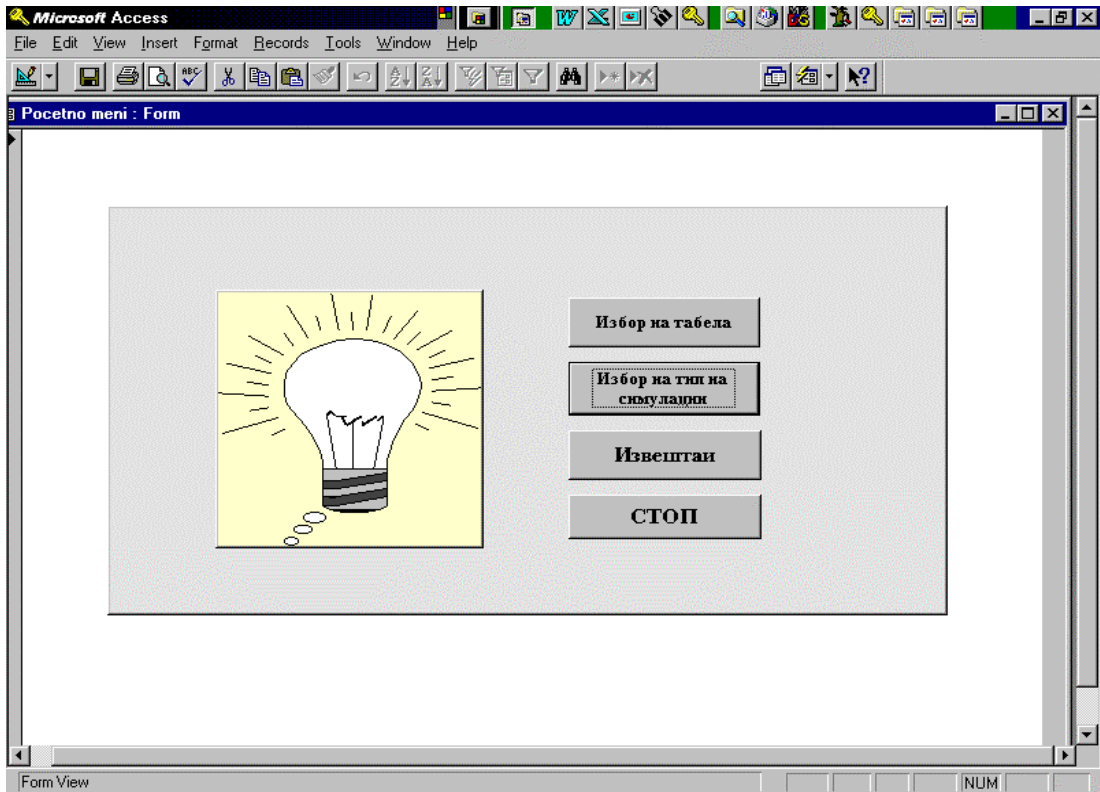 Microsoft Access
File Edit View Insert Format Records Tools Window Help
Pocetno meni : Form
Избор на табела
Избор на тип на
симулации
Извештаи
СТОП
Form View
NUM